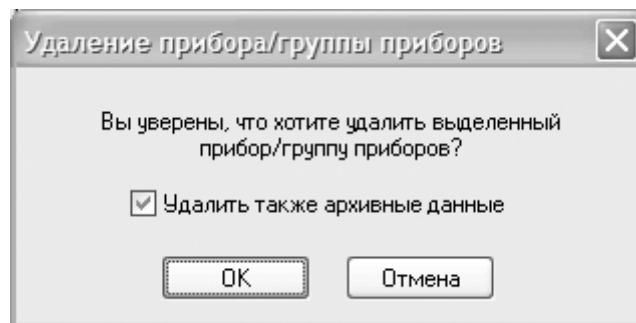 Удаление прибора/группы приборов
Вы уверены, что хотите удалить выделенный
прибор/группу приборов?
Удалить также архивные данные
OK
Отмена